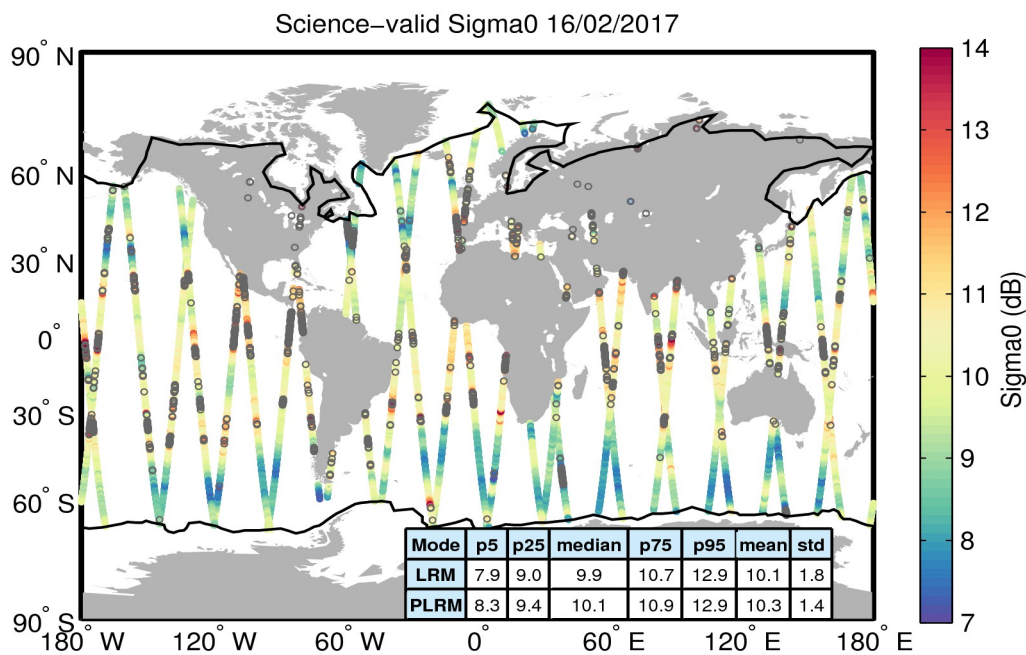 Science−valid Sigma0 16/02/2017
90° N
60° N
30° N
0°
30° S
60° S
90° S
180° W
120° W
60° W
0°
60° E
120° E
180° E
14
13
12
11
10
9
8
7
Sigma0 (dB)
Mode p5 p25 median p75 p95 mean std
LRM 7.9 9.0 9.9 10.7 12.9 10.1 1.8
PLRM 8.3 9.4 10.1 10.9 12.9 10.3 1.4